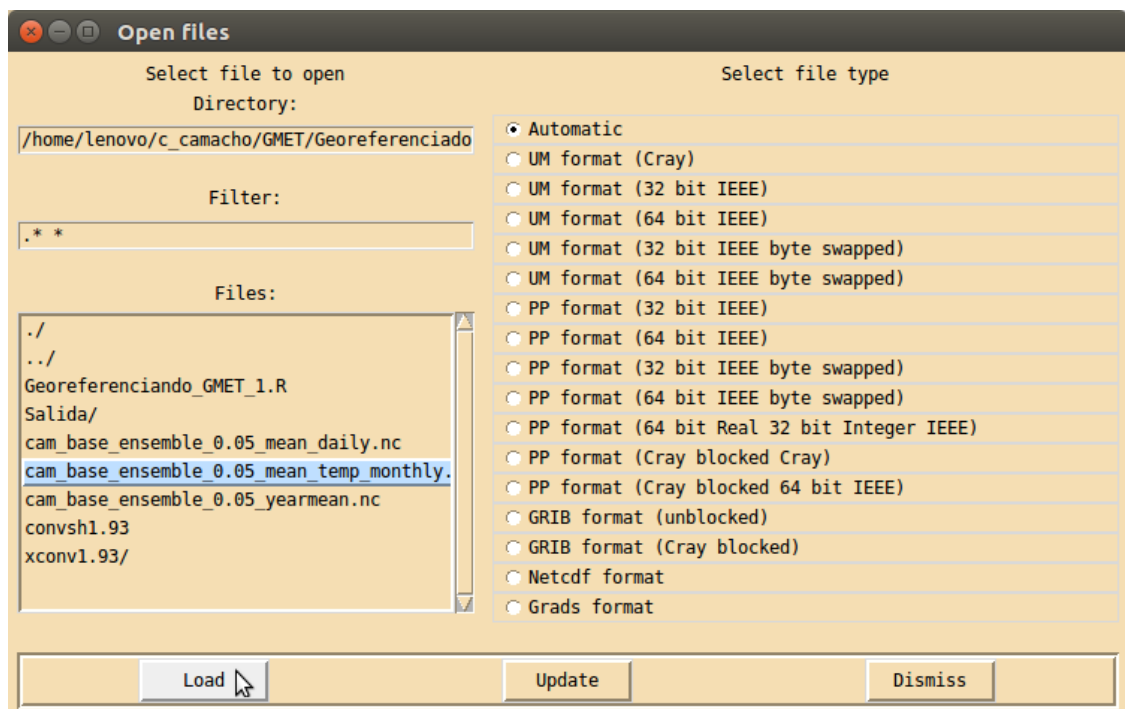 Open files
Select file to open
Directory:
/home/lenovo/c_camacho/GMET/Georeferenciado
Filter:
.* *
Files:
./
../
Georeferenciando_GMET_1.R
Salida/
cam_base_ensemble_0.05_mean_daily.nc
cam_base_ensemble_0.05_mean_temp_monthly.
cam_base_ensemble_0.05_yearmean.nc
convsh1.93
xconv1.93/
Select file type
Automatic
UM format (Cray)
UM format (32 bit IEEE)
UM format (64 bit IEEE)
UM format (32 bit IEEE byte swapped)
UM format (64 bit IEEE byte swapped)
PP format (32 bit IEEE)
PP format (64 bit IEEE)
PP format (32 bit IEEE byte swapped)
PP format (64 bit IEEE byte swapped)
PP format (64 bit Real 32 bit Integer IEEE)
PP format (Cray blocked Cray)
PP format (Cray blocked 64 bit IEEE)
GRIB format (unblocked)
GRIB format (Cray blocked)
Netcdf format
Grads format
Load
Update
Dismiss